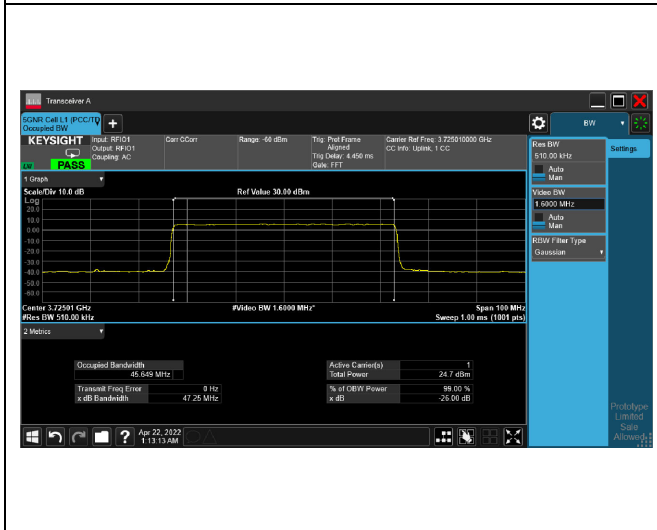 Transceiver A
5GNR Cell L1 (PCC/TD
Occupied BW
BW
KEYSIGHT
PASS
Input: RFIO1
Output: RFIO1
Coupling: AC
Corr CCorr
Range: -60 dBm
Trig: Prot Frame
Aligned
Trig Delay: 4.450 ms
Gate: FFT
Carrier Ref Freq: 3.725010000 GHz
CC Info: Uplink, 1 CC
Res BW
510.00 kHz
Auto
Man
Settings
Video BW
1.6000 MHz
Auto
Man
RBW Filter Type
Gaussian
1 Graph
Scale/Div 10.0 dB
Ref Value 30.00 dBm
Log
20.0
10.0
0.00
-10.0
-20.0
-30.0
-40.0
-50.0
-60.0
Center 3.72501 GHz
#Video BW 1.6000 MHz*
Span 100 MHz
#Res BW 510.00 kHz
Sweep 1.00 ms (1001 pts)
2 Metrics
Occupied Bandwidth
45.649 MHz
Active Carrier(s) 1
Total Power 24.7 dBm
Transmit Freq Error 0 Hz
x dB Bandwidth 47.25 MHz
% of OBW Power 99.00 %
x dB -26.00 dB
Prototype
Limited
Sale
Allowed
?
Apr 22, 2022
1:13:13 AM